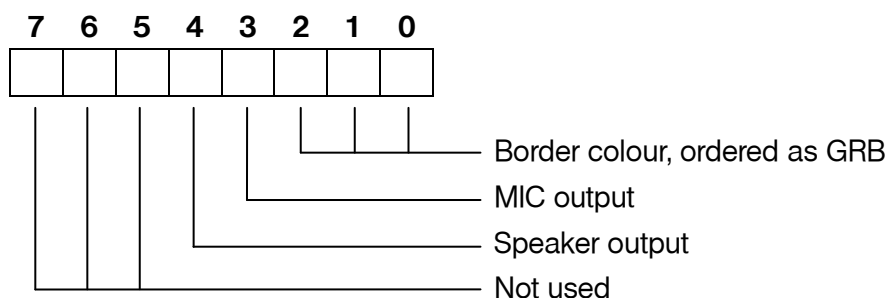 7 6 5 4 3 2 1 0
Border colour, ordered as GRB
MIC output
Speaker output
Not used